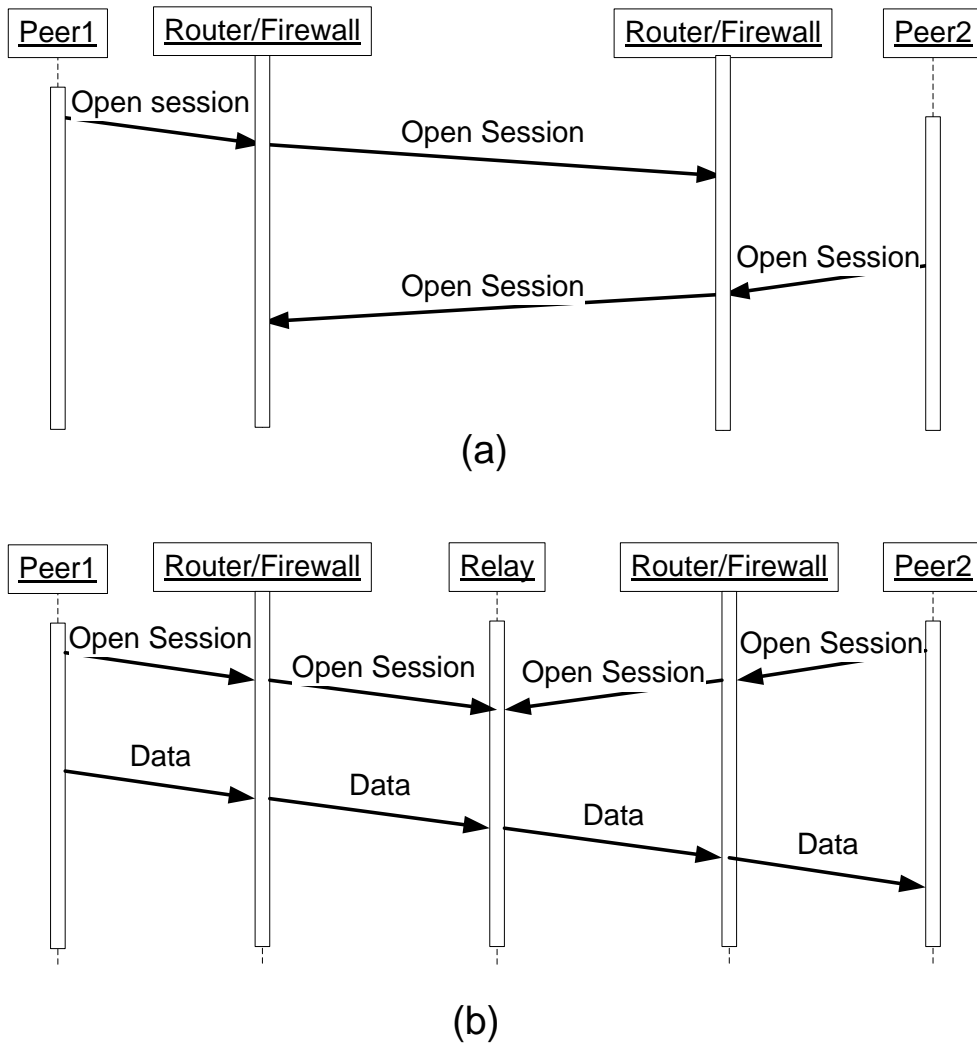 Peer1
Router/Firewall
Router/Firewall
Peer2
Open session
Open Session
Open Session
Open Session
(a)
Peer1
Router/Firewall
Relay
Router/Firewall
Peer2
Open Session
Open Session
Open Session
Open Session
Data
Data
Data
Data
(b)